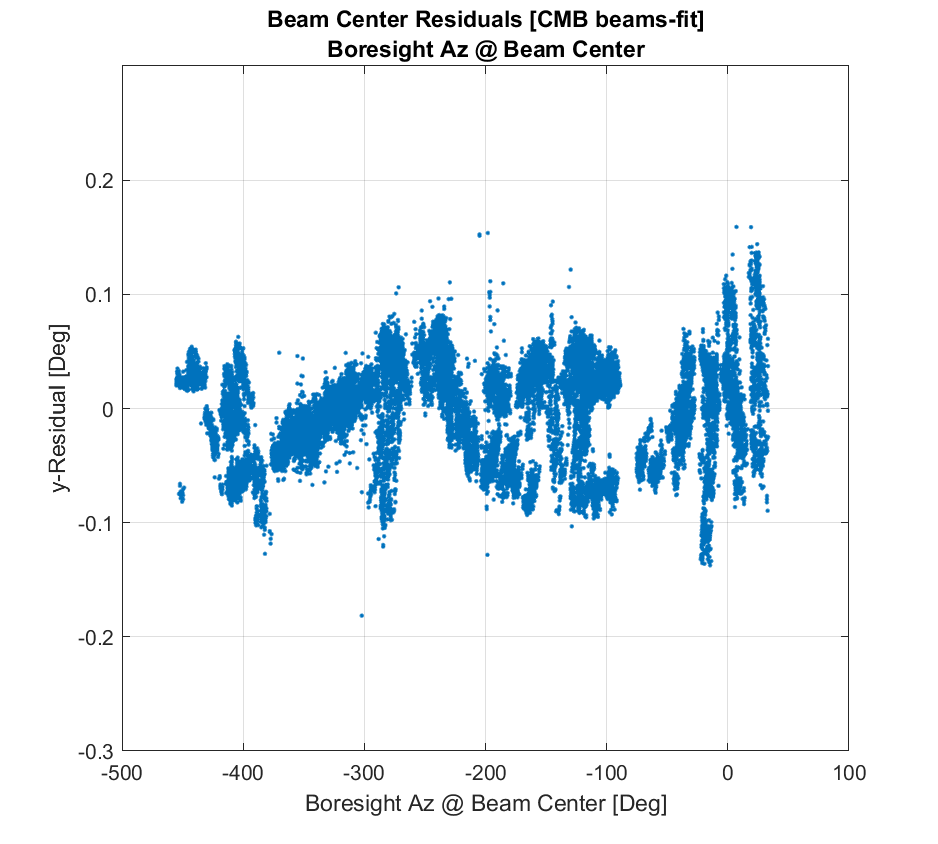 Beam Center Residuals [CMB beams-fit]
Boresight Az @ Beam Center
0.2
0.1
0
-0.1
-0.2
-0.3
y-Residual [Deg]
-500 -400 -300 -200 -100 0 100
Boresight Az @ Beam Center [Deg]